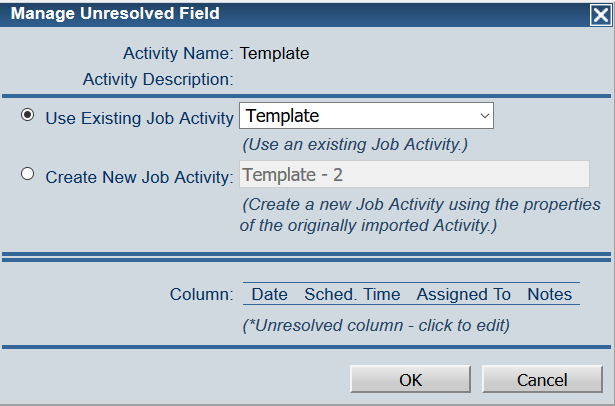 Manage Unresolved Field
Activity Name: Template
Activity Description:
Use Existing Job Activity Template
(Use an existing Job Activity.)
Create New Job Activity: Template - 2
(Create a new Job Activity using the properties
of the originally imported Activity.)
Column: Date Sched. Time Assigned To Notes
(*Unresolved column - click to edit)
OK Cancel